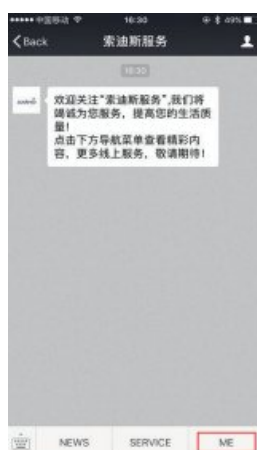 中国移动 16:30 49%
Back 索迪斯服务
16:30
欢迎关注“索迪斯服务”,我们将
竭诚为您服务，提高您的生活质
量!
点击下方导航菜单查看精彩内
容，更多线上服务，敬请期待!
NEWS SERVICE ME